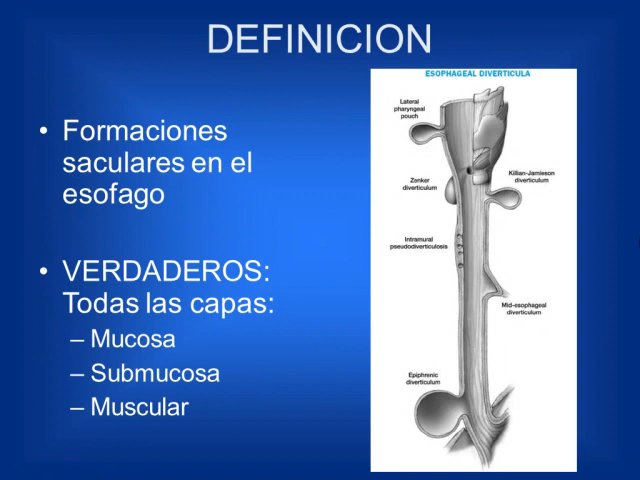 DEFINICION
• Formaciones
saculares en el
esofago
• VERDADEROS:
Todas las capas:
– Mucosa
– Submucosa
– Muscular
ESOPHAGEAL DIVERTICULA
Lateral
pharyngeal
pouch
Zenker
diverticulum
Killian-Jamieson
diverticulum
Intramural
pseudodiverticulosis
Mid-esophageal
diverticulum
Epiphrenic
diverticulum